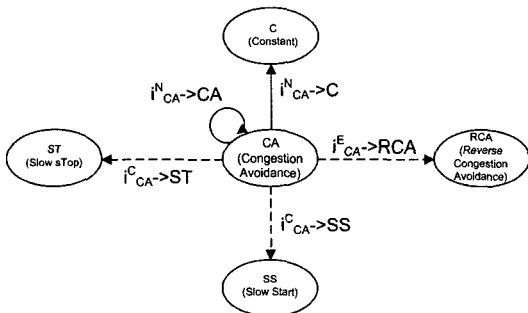 C
(Constant)
i^N_CA->CA
i^N_CA->C
ST
(Slow sTop)
CA
(Congestion
Avoidance)
i^E_CA->RCA
RCA
(Reverse
Congestion
Avoidance)
i^C_CA->ST
i^C_CA->SS
SS
(Slow Start)